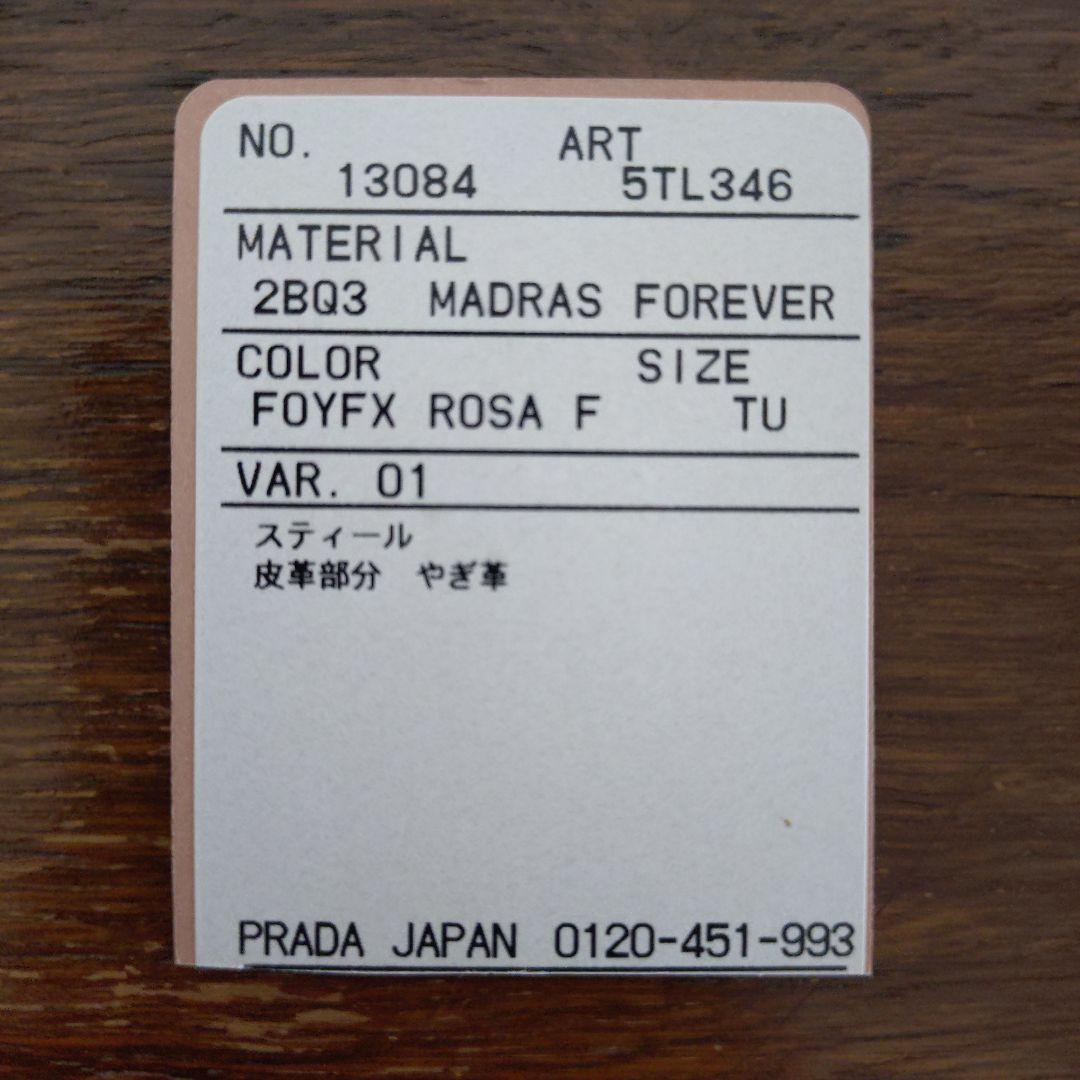 NO. ART
13084 5TL346
MATERIAL
2BQ3 MADRAS FOREVER
COLOR SIZE
F0YFX ROSA F TU
VAR. 01
スティール
皮革部分 やぎ革
PRADA JAPAN 0120-451-993